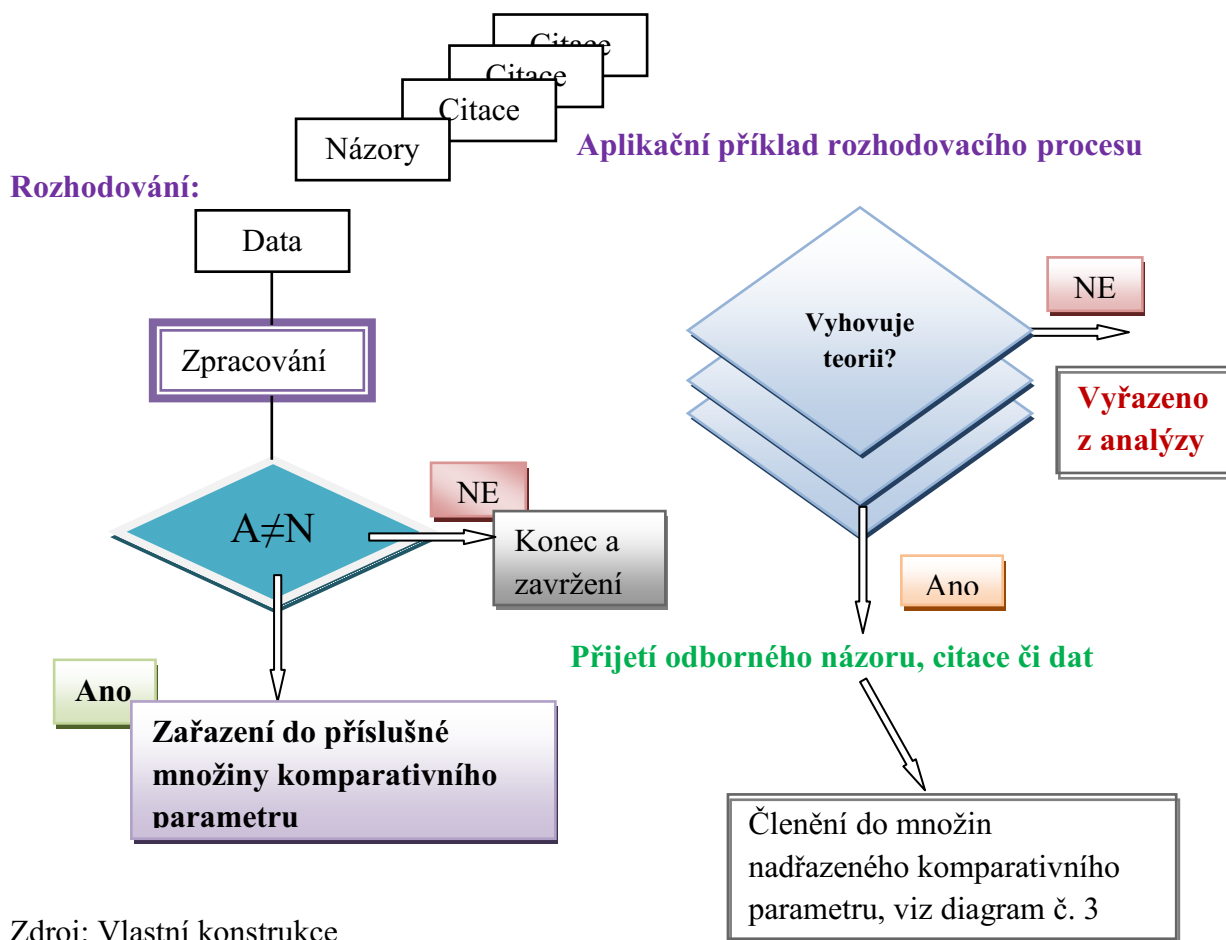 Citace
Citace
Citace
Názory
Aplikační příklad rozhodovacího procesu
Rozhodování:
Data
Zpracování
A≠N
NE
Konec a
zavržení
Ano
Zařazení do příslušné
množiny komparativního
parametru
Vyhovuje
teorii?
NE
Vyřazeno
z analýzy
Ano
Přijetí odborného názoru, citace či dat
Členění do množin
nadřazeného komparativního
parametru, viz diagram č. 3
Zdroj: Vlastní konstrukce